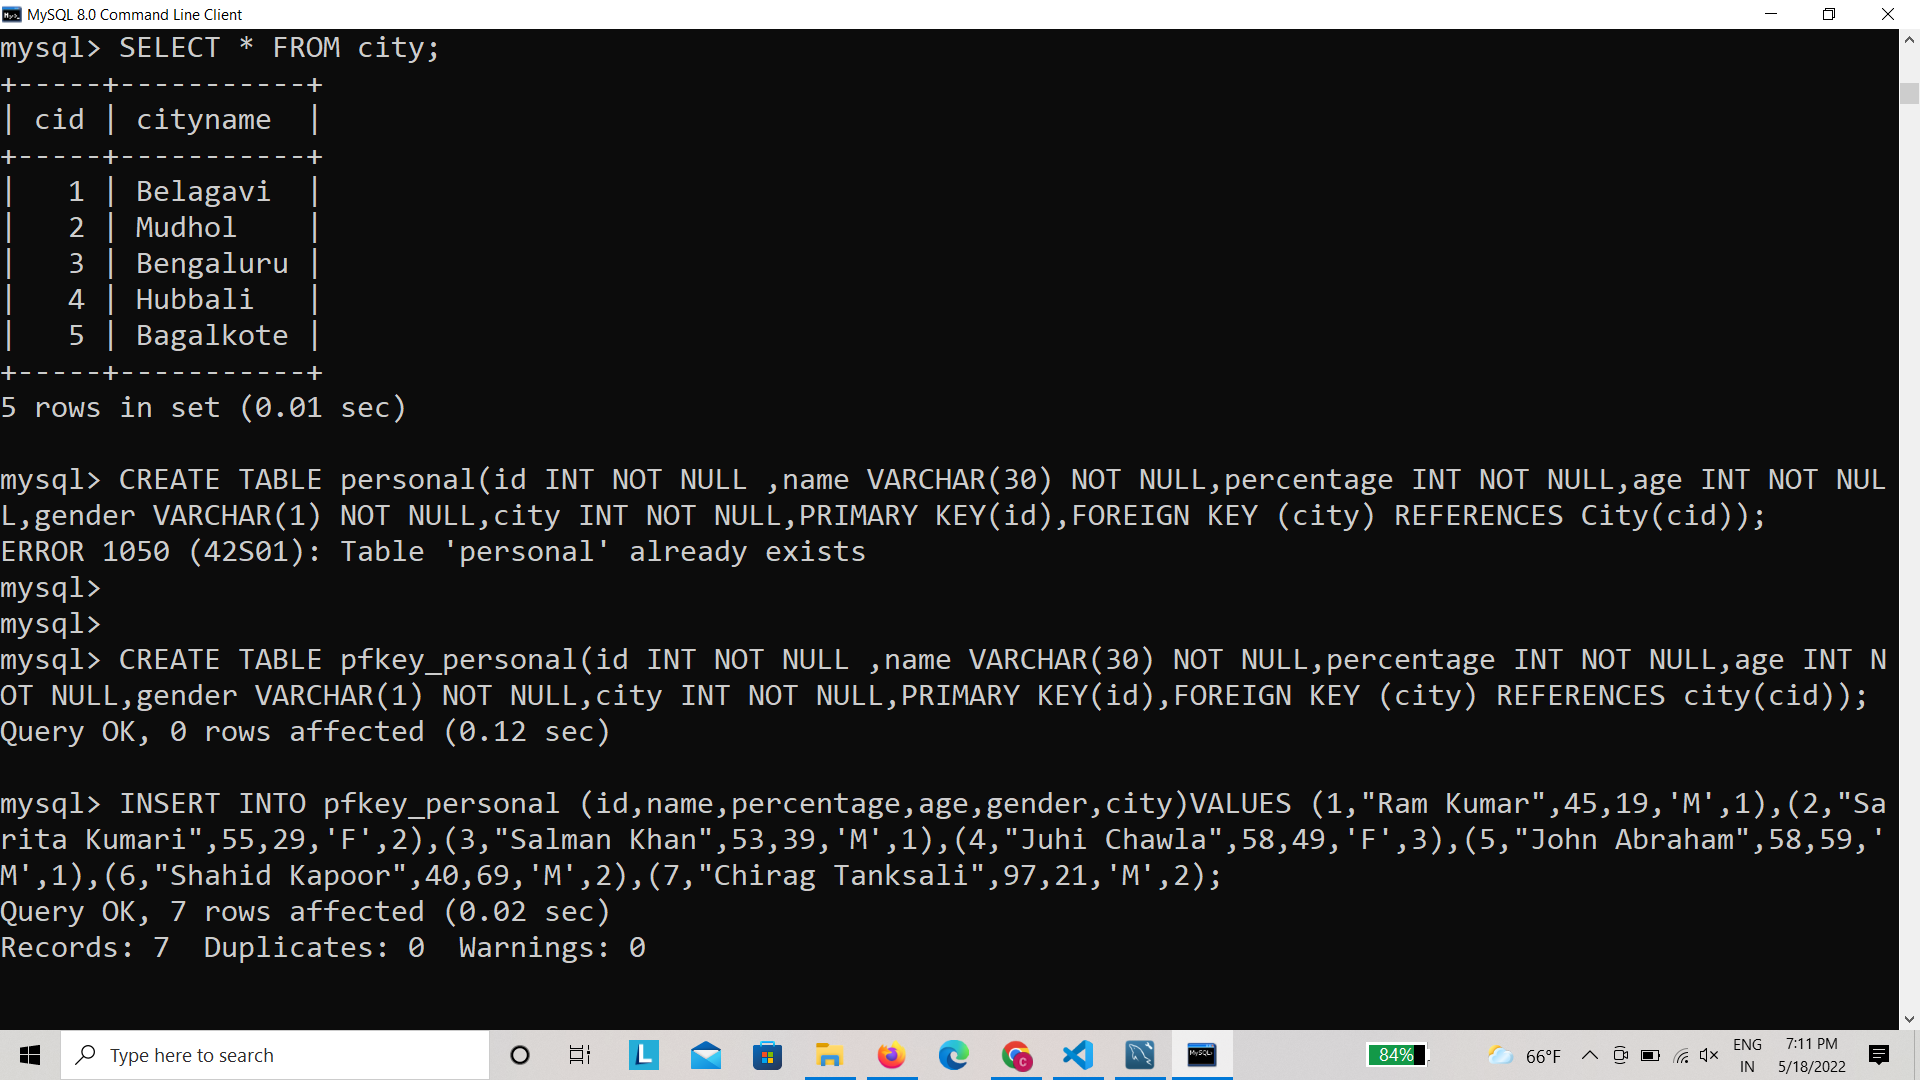 MySQL 8.0 Command Line Client
mysql> SELECT * FROM city;
+-----+-----------+
| cid | cityname  |
+-----+-----------+
|   1 | Belagavi  |
|   2 | Mudhol    |
|   3 | Bengaluru |
|   4 | Hubbali   |
|   5 | Bagalkote |
+-----+-----------+
5 rows in set (0.01 sec)
mysql> CREATE TABLE personal(id INT NOT NULL ,name VARCHAR(30) NOT NULL,percentage INT NOT NULL,age INT NOT NUL
L,gender VARCHAR(1) NOT NULL,city INT NOT NULL,PRIMARY KEY(id),FOREIGN KEY (city) REFERENCES City(cid));
ERROR 1050 (42S01): Table 'personal' already exists
mysql>
mysql>
mysql> CREATE TABLE pfkey_personal(id INT NOT NULL ,name VARCHAR(30) NOT NULL,percentage INT NOT NULL,age INT N
OT NULL,gender VARCHAR(1) NOT NULL,city INT NOT NULL,PRIMARY KEY(id),FOREIGN KEY (city) REFERENCES city(cid));
Query OK, 0 rows affected (0.12 sec)
mysql> INSERT INTO pfkey_personal (id,name,percentage,age,gender,city)VALUES (1,"Ram Kumar",45,19,'M',1),(2,"Sa
rita Kumari",55,29,'F',2),(3,"Salman Khan",53,39,'M',1),(4,"Juhi Chawla",58,49,'F',3),(5,"John Abraham",58,59,'
M',1),(6,"Shahid Kapoor",40,69,'M',2),(7,"Chirag Tanksali",97,21,'M',2);
Query OK, 7 rows affected (0.02 sec)
Records: 7  Duplicates: 0  Warnings: 0
Type here to search
L
C
MySQL
84%
66°F
ENG
IN
7:11 PM
5/18/2022